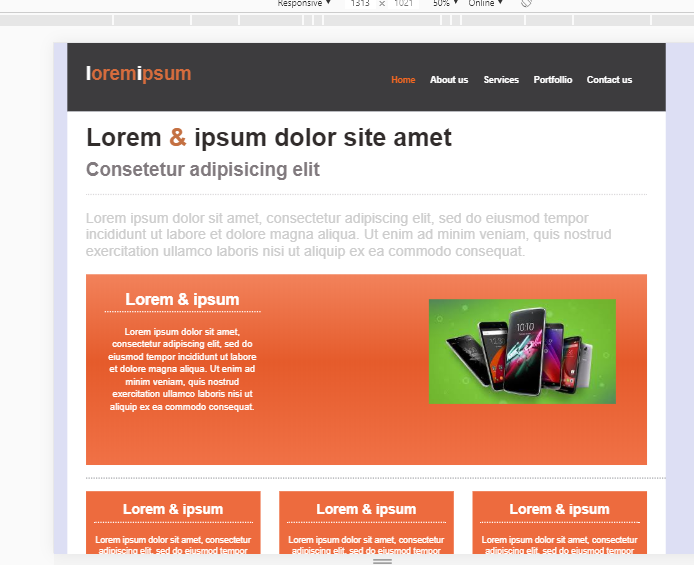 Responsive ▼ 1313 × 1021 50% ▼ Online ▼
loremipsum
Home About us Services Portfollio Contact us
Lorem & ipsum dolor site amet
Consetetur adipisicing elit
Lorem ipsum dolor sit amet, consectetur adipiscing elit, sed do eiusmod tempor
incididunt ut labore et dolore magna aliqua. Ut enim ad minim veniam, quis nostrud
exercitation ullamco laboris nisi ut aliquip ex ea commodo consequat.
Lorem & ipsum
Lorem ipsum dolor sit amet,
consectetur adipiscing elit, sed do
eiusmod tempor incididunt ut labore
et dolore magna aliqua. Ut enim ad
minim veniam, quis nostrud
exercitation ullamco laboris nisi ut
aliquip ex ea commodo consequat.
10:10
Lorem & ipsum
Lorem ipsum dolor sit amet, consectetur
adipiscing elit, sed do eiusmod tempor
Lorem & ipsum
Lorem ipsum dolor sit amet, consectetur
adipiscing elit, sed do eiusmod tempor
Lorem & ipsum
Lorem ipsum dolor sit amet, consectetur
adipiscing elit, sed do eiusmod tempor